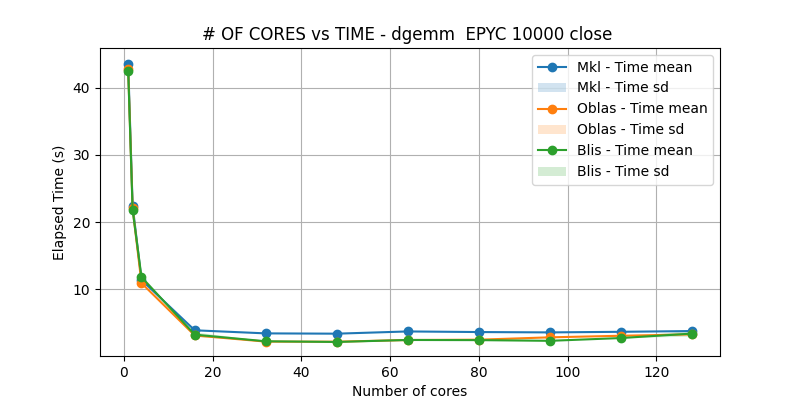 # OF CORES vs TIME - dgemm  EPYC 10000 close
Elapsed Time (s)
40
30
20
10
Mkl - Time mean
Mkl - Time sd
Oblas - Time mean
Oblas - Time sd
Blis - Time mean
Blis - Time sd
0 20 40 60 80 100 120
Number of cores